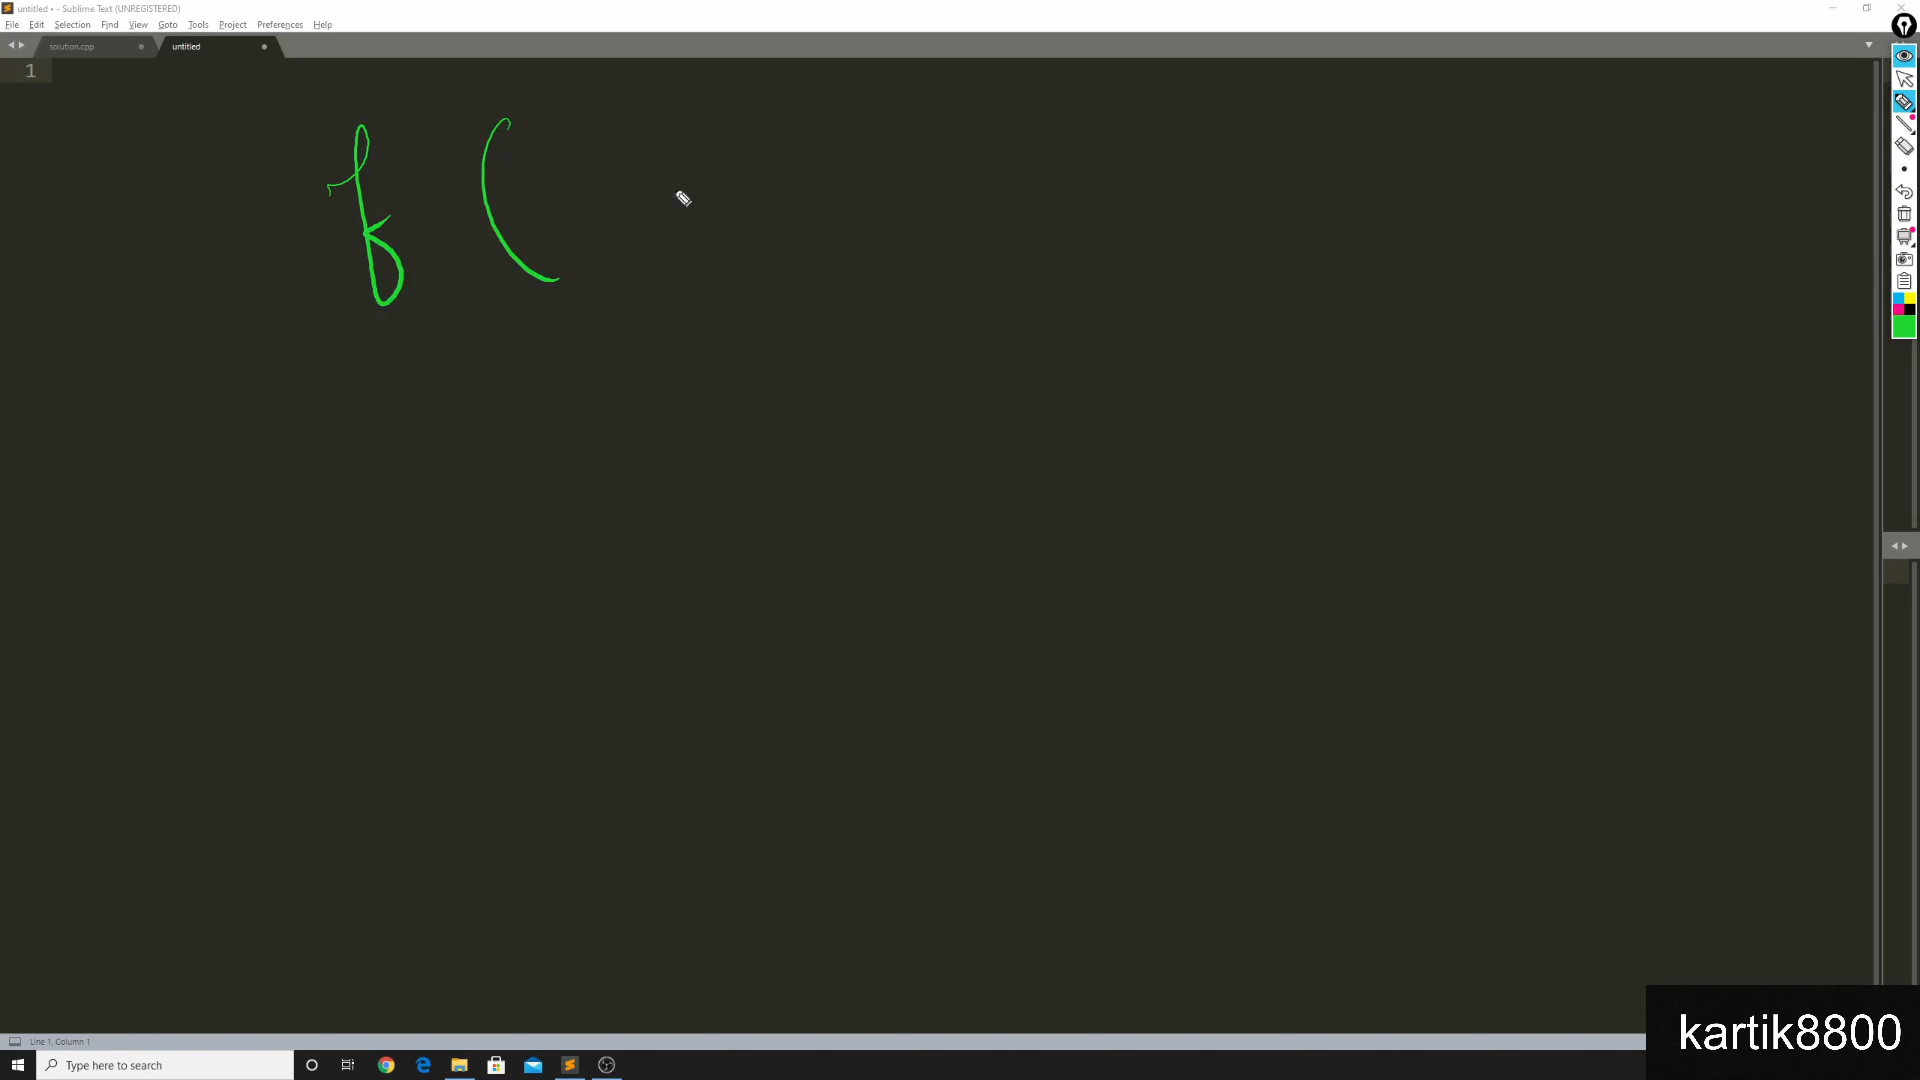 untitled • - Sublime Text (UNREGISTERED)
File Edit Selection Find View Goto Tools Project Preferences Help
solution.cpp untitled
1
f (
Line 1, Column 1
Type here to search
kartik8800